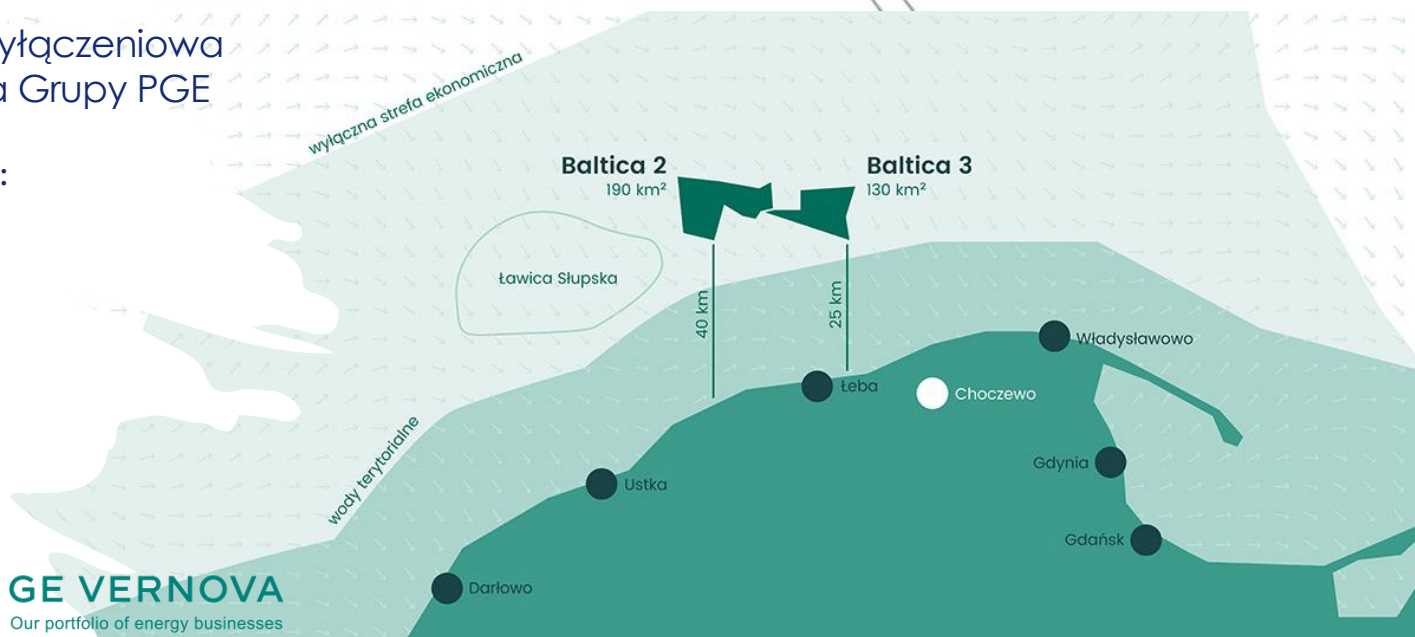 yłączeniowa
a Grupy PGE
:
wyłączna strefa ekonomiczna
Baltica 2
190 km²
Baltica 3
130 km²
Ławica Słupska
40 km
25 km
Władysławowo
Łeba
Choczewo
wody terytorialne
Gdynia
Ustka
Gdańsk
Darłowo
GE VERNOVA
Our portfolio of energy businesses